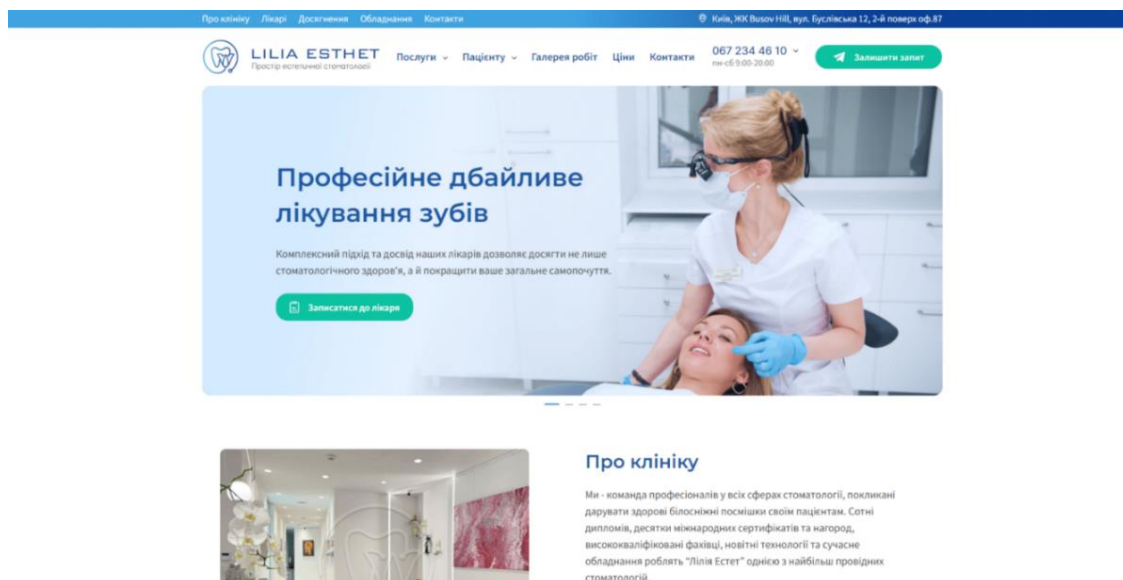 Про клініку Лікарі Досягнення Обладнання Контакти Київ, ЖК Busov Hill, вул. Буслівська 12, 2-й поверх оф.87
LILIA ESTHET
Простір естетичної стоматології
Послуги Пацієнту Галерея робіт Ціни Контакти
067 234 46 10
пн-сб 9:00-20:00
Залишити запит
Професійне дбайливе
лікування зубів
Комплексний підхід та досвід наших лікарів дозволяє досягти не лише
стоматологічного здоров'я, а й покращити ваше загальне самопочуття.
Записатися до лікаря
Про клініку
Ми - команда професіоналів у всіх сферах стоматології, покликані
дарувати здорові білосніжні посмішки своїм пацієнтам. Сотні
дипломів, десятки міжнародних сертифікатів та нагород,
висококваліфіковані фахівці, новітні технології та сучасне
обладнання роблять "Лілія Естет" однією з найбільш провідних
стоматологій.